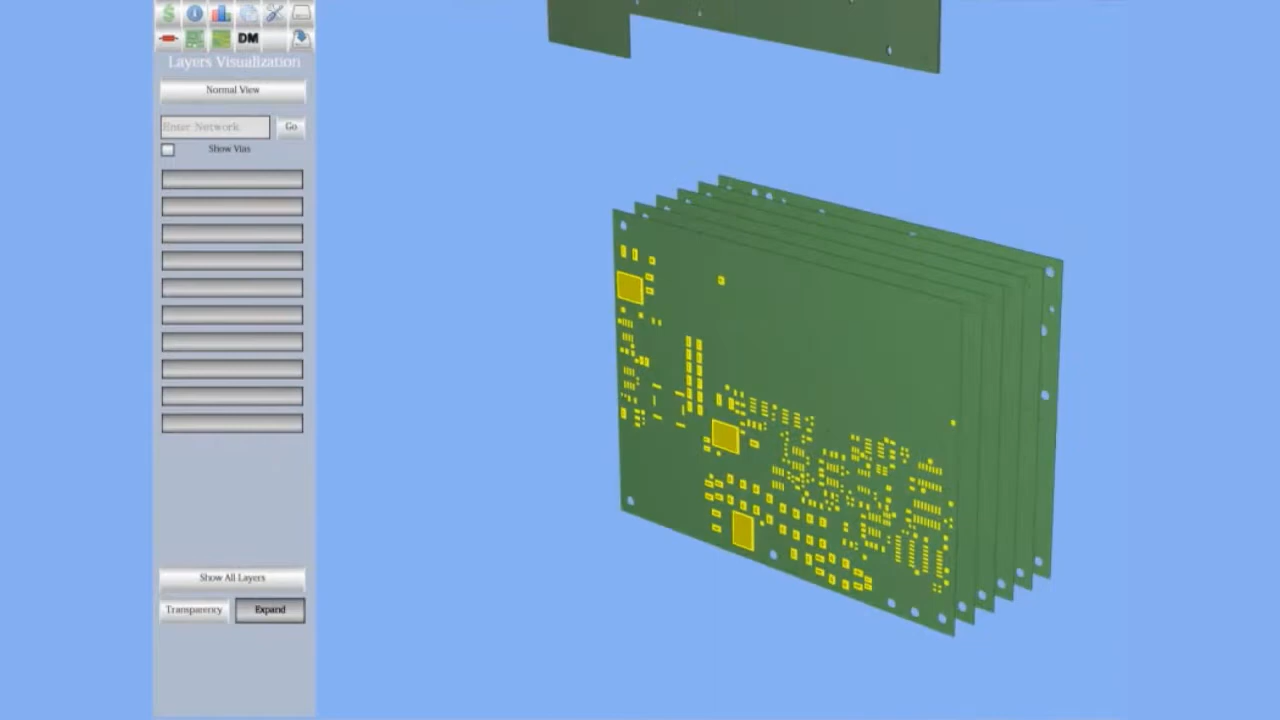 DM
Layers Visualization
Normal View
Enter Network
Go
Show Vias
Show All Layers
Transparency
Expand